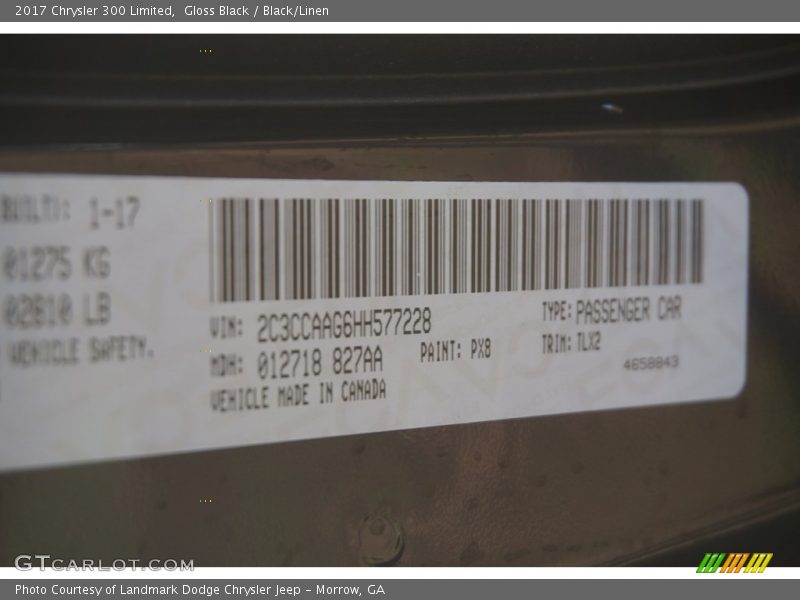 2017 Chrysler 300 Limited,  Gloss Black / Black/Linen
BUILT: 1-17
01275 KG
02810 LB
VEHICLE SAFETY.
VIN: 2C3CCAAG6HH577228
TYPE: PASSENGER CAR
MDH: 012718 827AA
PAINT: PX8
TRIM: TLX2
VEHICLE MADE IN CANADA
4658843
GTCARLOT.COM
Photo Courtesy of Landmark Dodge Chrysler Jeep – Morrow, GA